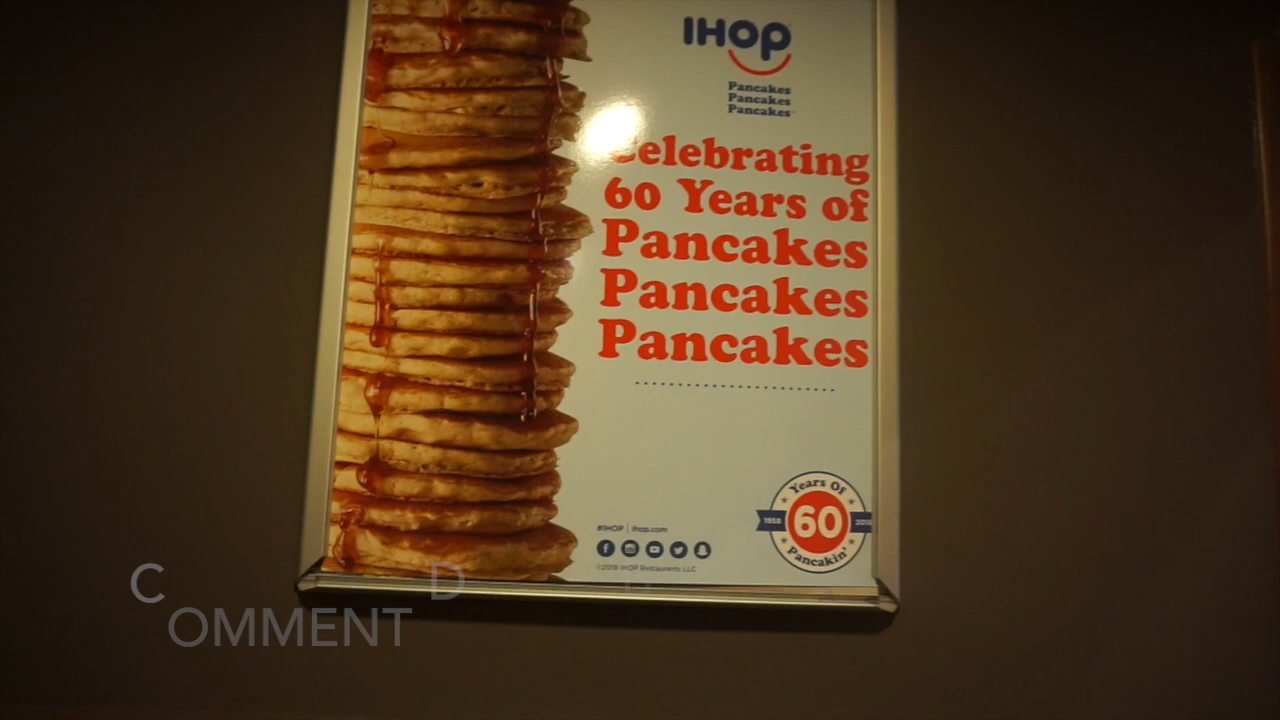 IHOP
Pancakes
Pancakes
Pancakes™
Celebrating
60 Years of
Pancakes
Pancakes
Pancakes
#IHOP | ihop.com
©2018 IHOP Restaurants LLC
Years Of
1958 60 2018
Pancakin'
C D
OMMENT